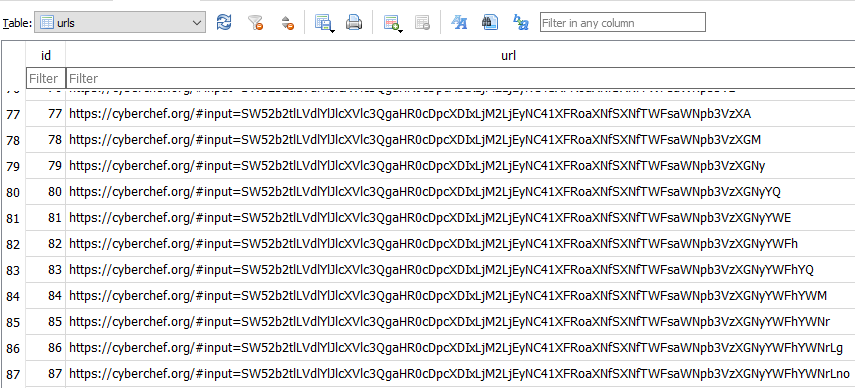 Table: urls
Filter in any column
id url
Filter Filter
77 77 https://cyberchef.org/#input=SW52b2tlLVdlYlJlcXVlc3QgaHR0cDpcXDIxLjM2LjEyNC41XFRoaXNfSXNfTWFsaWNpb3VzXA
78 78 https://cyberchef.org/#input=SW52b2tlLVdlYlJlcXVlc3QgaHR0cDpcXDIxLjM2LjEyNC41XFRoaXNfSXNfTWFsaWNpb3VzXGM
79 79 https://cyberchef.org/#input=SW52b2tlLVdlYlJlcXVlc3QgaHR0cDpcXDIxLjM2LjEyNC41XFRoaXNfSXNfTWFsaWNpb3VzXGNy
80 80 https://cyberchef.org/#input=SW52b2tlLVdlYlJlcXVlc3QgaHR0cDpcXDIxLjM2LjEyNC41XFRoaXNfSXNfTWFsaWNpb3VzXGNyYQ
81 81 https://cyberchef.org/#input=SW52b2tlLVdlYlJlcXVlc3QgaHR0cDpcXDIxLjM2LjEyNC41XFRoaXNfSXNfTWFsaWNpb3VzXGNyYWE
82 82 https://cyberchef.org/#input=SW52b2tlLVdlYlJlcXVlc3QgaHR0cDpcXDIxLjM2LjEyNC41XFRoaXNfSXNfTWFsaWNpb3VzXGNyYWFh
83 83 https://cyberchef.org/#input=SW52b2tlLVdlYlJlcXVlc3QgaHR0cDpcXDIxLjM2LjEyNC41XFRoaXNfSXNfTWFsaWNpb3VzXGNyYWFhYQ
84 84 https://cyberchef.org/#input=SW52b2tlLVdlYlJlcXVlc3QgaHR0cDpcXDIxLjM2LjEyNC41XFRoaXNfSXNfTWFsaWNpb3VzXGNyYWFhYWM
85 85 https://cyberchef.org/#input=SW52b2tlLVdlYlJlcXVlc3QgaHR0cDpcXDIxLjM2LjEyNC41XFRoaXNfSXNfTWFsaWNpb3VzXGNyYWFhYWNr
86 86 https://cyberchef.org/#input=SW52b2tlLVdlYlJlcXVlc3QgaHR0cDpcXDIxLjM2LjEyNC41XFRoaXNfSXNfTWFsaWNpb3VzXGNyYWFhYWNrLg
87 87 https://cyberchef.org/#input=SW52b2tlLVdlYlJlcXVlc3QgaHR0cDpcXDIxLjM2LjEyNC41XFRoaXNfSXNfTWFsaWNpb3VzXGNyYWFhYWNrLno